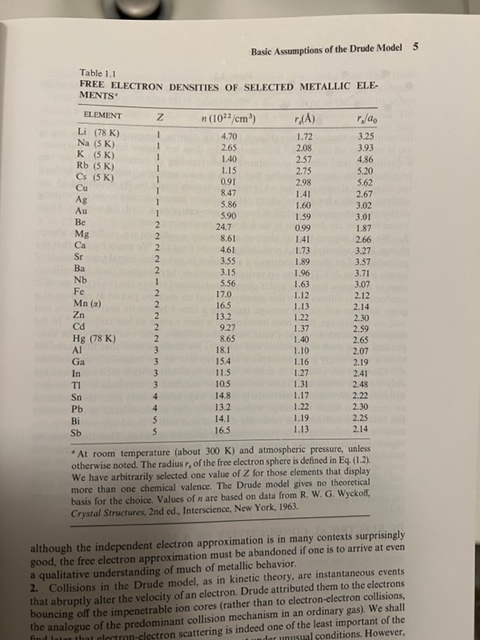 Basic Assumptions of the Drude Model 5
Table 1.1
FREE ELECTRON DENSITIES OF SELECTED METALLIC ELE-
MENTSᵃ
ELEMENT Z n (10²²/cm³) rₛ(Å) rₛ/a₀
Li (78 K) 1 4.70 1.72 3.25
Na (5 K) 1 2.65 2.08 3.93
K (5 K) 1 1.40 2.57 4.86
Rb (5 K) 1 1.15 2.75 5.20
Cs (5 K) 1 0.91 2.98 5.62
Cu 1 8.47 1.41 2.67
Ag 1 5.86 1.60 3.02
Au 1 5.90 1.59 3.01
Be 2 24.7 0.99 1.87
Mg 2 8.61 1.41 2.66
Ca 2 4.61 1.73 3.27
Sr 2 3.55 1.89 3.57
Ba 2 3.15 1.96 3.71
Nb 1 5.56 1.63 3.07
Fe 2 17.0 1.12 2.12
Mn (α) 2 16.5 1.13 2.14
Zn 2 13.2 1.22 2.30
Cd 2 9.27 1.37 2.59
Hg (78 K) 2 8.65 1.40 2.65
Al 3 18.1 1.10 2.07
Ga 3 15.4 1.16 2.19
In 3 11.5 1.27 2.41
Tl 3 10.5 1.31 2.48
Sn 4 14.8 1.17 2.22
Pb 4 13.2 1.22 2.30
Bi 5 14.1 1.19 2.25
Sb 5 16.5 1.13 2.14
ᵃ At room temperature (about 300 K) and atmospheric pressure, unless
otherwise noted. The radius rₛ of the free electron sphere is defined in Eq. (1.2).
We have arbitrarily selected one value of Z for those elements that display
more than one chemical valence. The Drude model gives no theoretical
basis for the choice. Values of n are based on data from R. W. G. Wyckoff,
Crystal Structures, 2nd ed., Interscience, New York, 1963.
although the independent electron approximation is in many contexts surprisingly
good, the free electron approximation must be abandoned if one is to arrive at even
a qualitative understanding of much of metallic behavior.
2. Collisions in the Drude model, as in kinetic theory, are instantaneous events
that abruptly alter the velocity of an electron. Drude attributed them to the electrons
bouncing off the impenetrable ion cores (rather than to electron-electron collisions,
the analogue of the predominant collision mechanism in an ordinary gas). We shall
find later that electron-electron scattering is indeed one of the least important of the
unusual conditions. However,